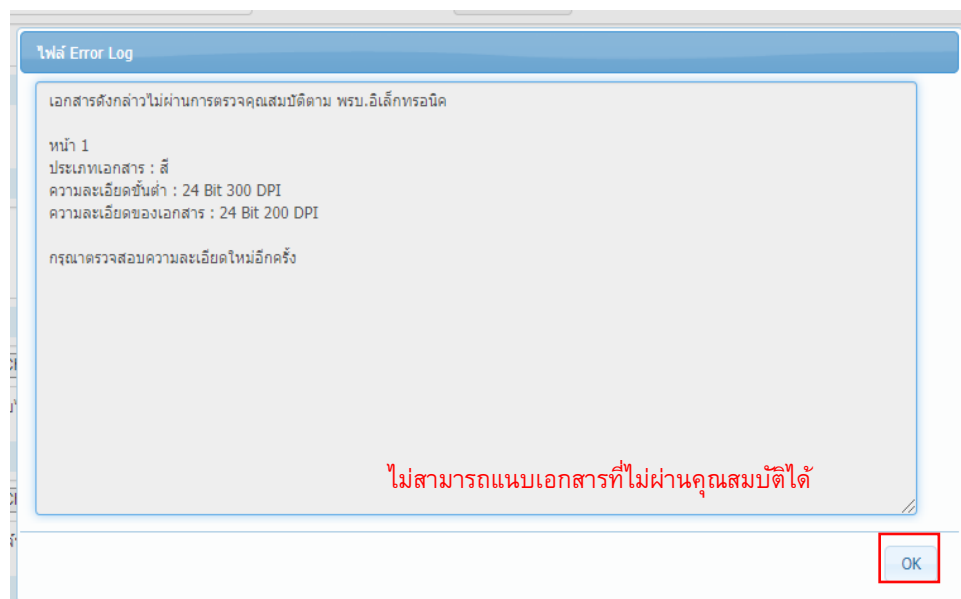 ไฟล์ Error Log
เอกสารดังกล่าวไม่ผ่านการตรวจคุณสมบัติตาม พรบ.อิเล็กทรอนิค
หน้า 1
ประเภทเอกสาร : สี
ความละเอียดขั้นต่ำ : 24 Bit 300 DPI
ความละเอียดของเอกสาร : 24 Bit 200 DPI
กรุณาตรวจสอบความละเอียดใหม่อีกครั้ง
ไม่สามารถแนบเอกสารที่ไม่ผ่านคุณสมบัติได้
OK